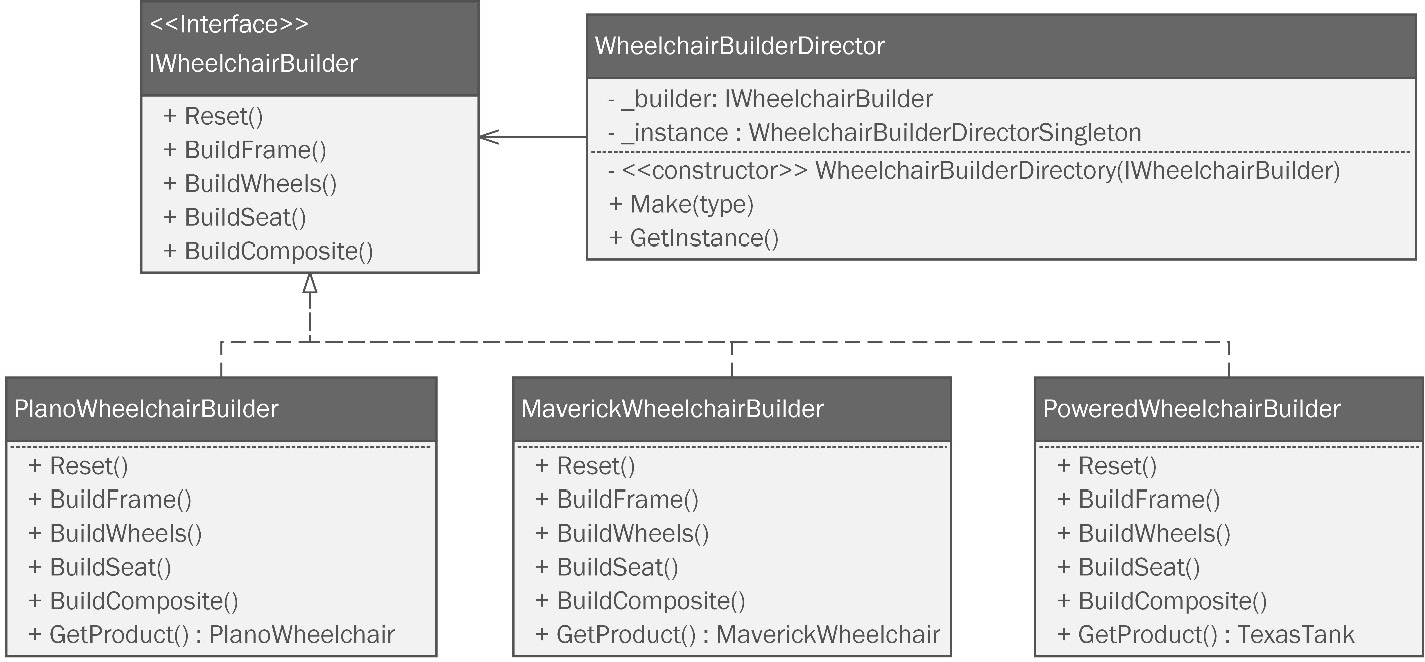 <<Interface>>
IWheelchairBuilder
+ Reset()
+ BuildFrame()
+ BuildWheels()
+ BuildSeat()
+ BuildComposite()
WheelchairBuilderDirector
- _builder: IWheelchairBuilder
- _instance : WheelchairBuilderDirectorSingleton
- <<constructor>> WheelchairBuilderDirectory(IWheelchairBuilder)
+ Make(type)
+ GetInstance()
PlanoWheelchairBuilder
+ Reset()
+ BuildFrame()
+ BuildWheels()
+ BuildSeat()
+ BuildComposite()
+ GetProduct() : PlanoWheelchair
MaverickWheelchairBuilder
+ Reset()
+ BuildFrame()
+ BuildWheels()
+ BuildSeat()
+ BuildComposite()
+ GetProduct() : MaverickWheelchair
PoweredWheelchairBuilder
+ Reset()
+ BuildFrame()
+ BuildWheels()
+ BuildSeat()
+ BuildComposite()
+ GetProduct() : TexasTank